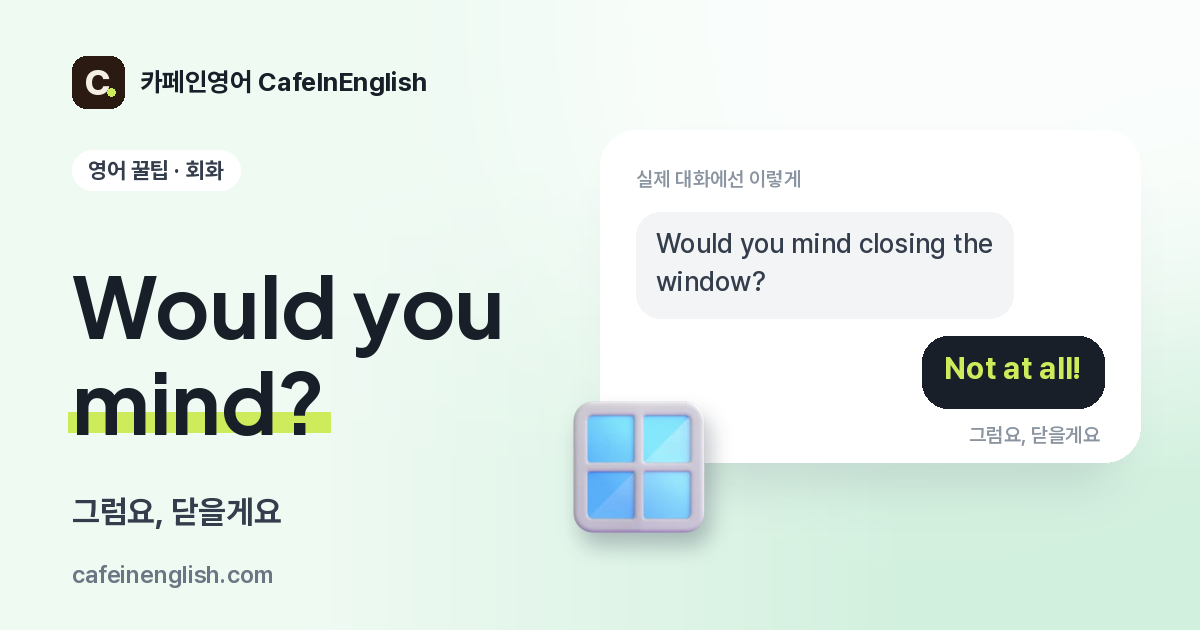 C
카페인영어 CafeInEnglish
영어 꿀팁 · 회화
Would you
mind?
그럼요, 닫을게요
cafeinenglish.com
실제 대화에선 이렇게
Would you mind closing the
window?
Not at all!
그럼요, 닫을게요